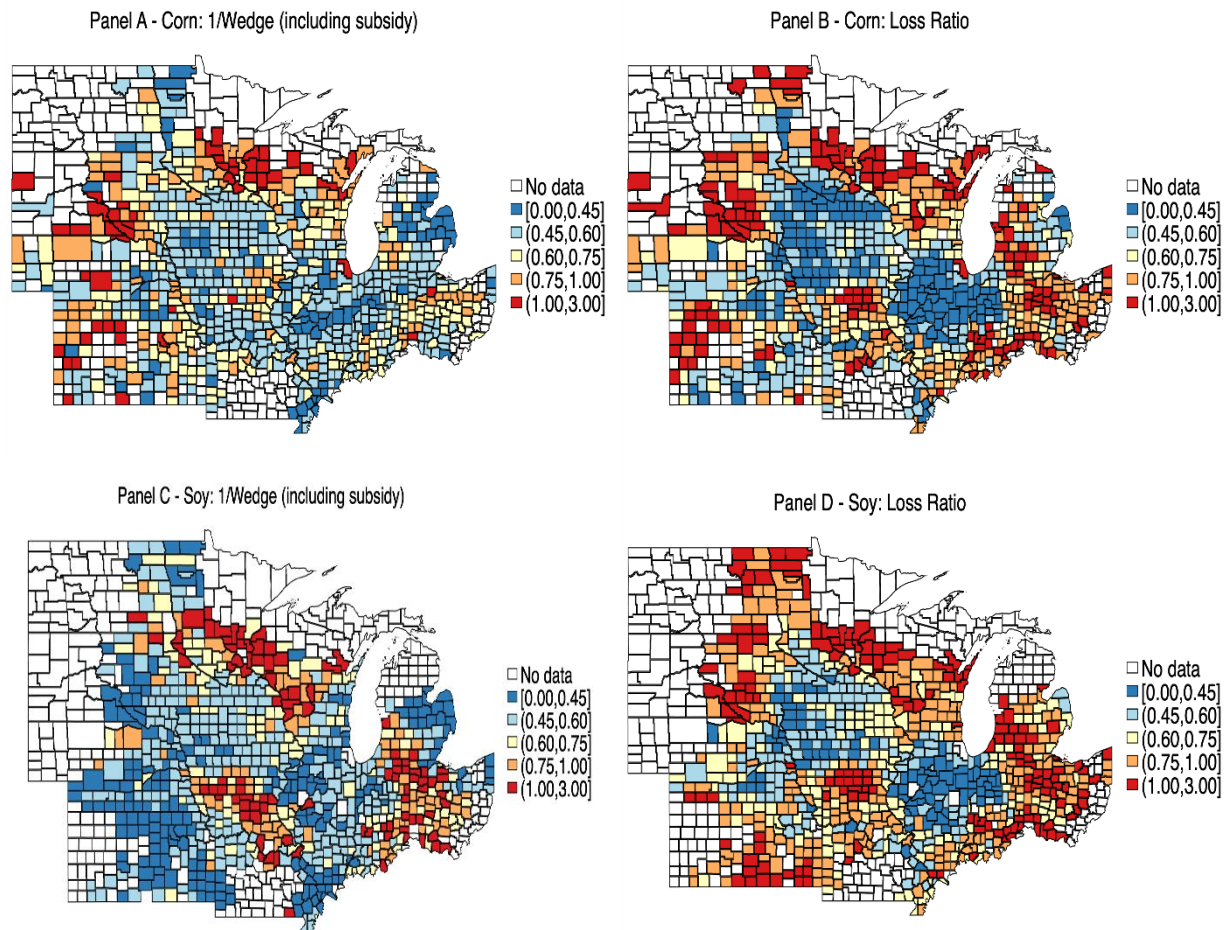 Panel A - Corn: 1/Wedge (including subsidy)
No data
[0.00,0.45]
(0.45,0.60]
(0.60,0.75]
(0.75,1.00]
(1.00,3.00]
Panel B - Corn: Loss Ratio
No data
[0.00,0.45]
(0.45,0.60]
(0.60,0.75]
(0.75,1.00]
(1.00,3.00]
Panel C - Soy: 1/Wedge (including subsidy)
No data
[0.00,0.45]
(0.45,0.60]
(0.60,0.75]
(0.75,1.00]
(1.00,3.00]
Panel D - Soy: Loss Ratio
No data
[0.00,0.45]
(0.45,0.60]
(0.60,0.75]
(0.75,1.00]
(1.00,3.00]